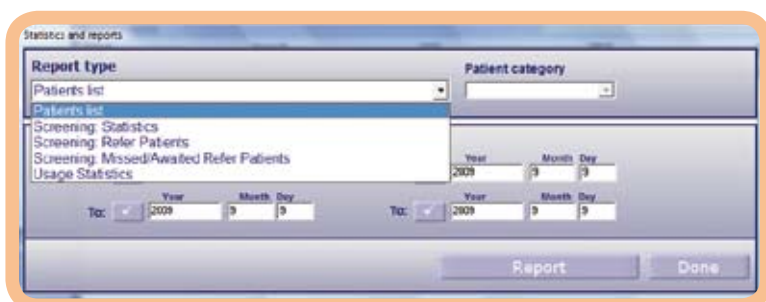 Statistics and reports
Report type Patient category
Patients list
Patients list
Screening: Statistics
Screening: Refer Patients
Screening: Missed/Awaited Refer Patients
Usage Statistics
Year Month Day
2009 9 9
Year Month Day Year Month Day
To: 2009 9 9 To: 2009 9 9
Report Done